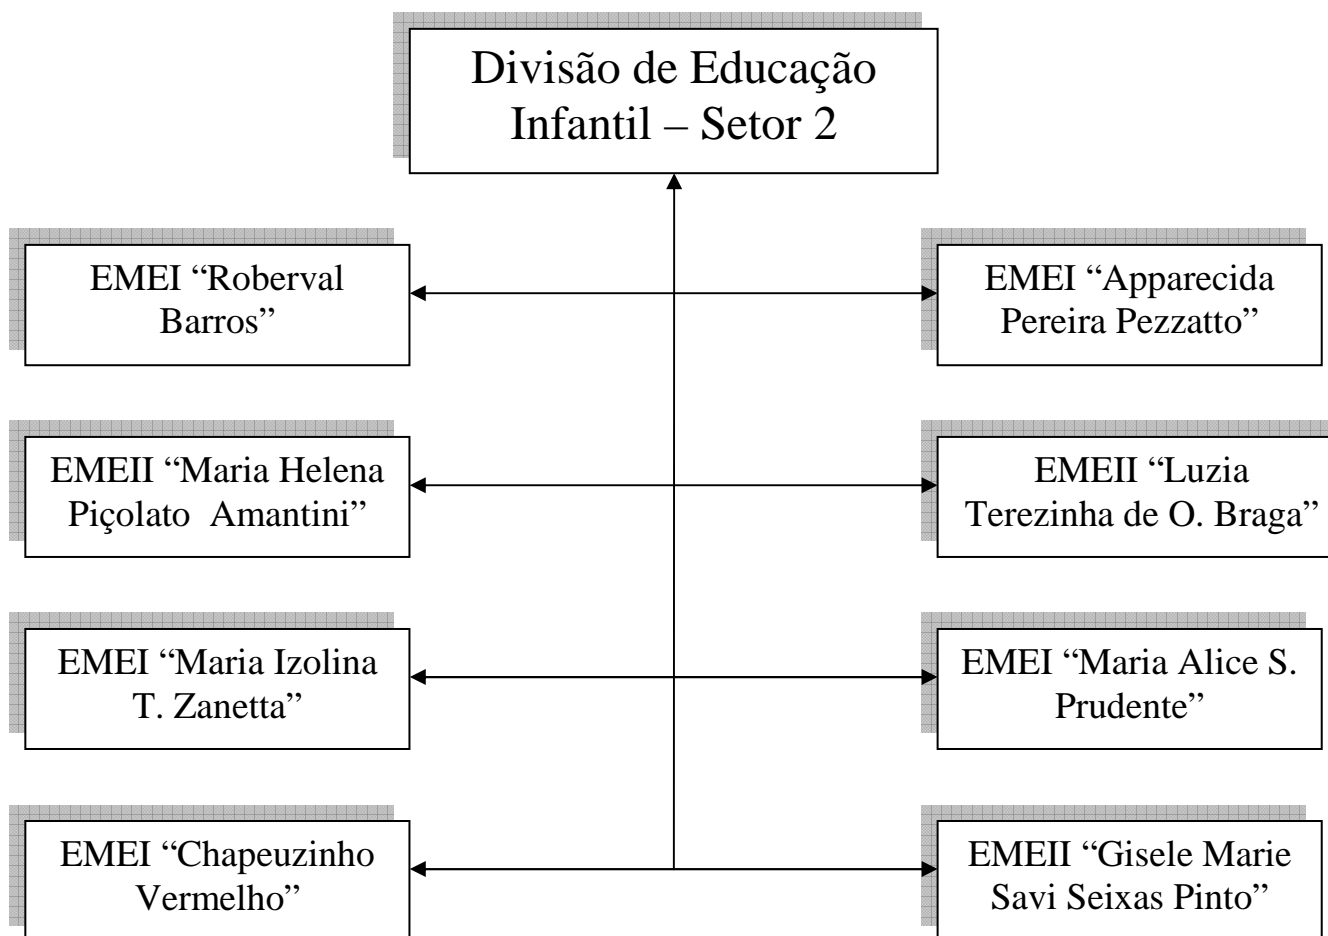 Divisão de Educação
Infantil – Setor 2
EMEI “Roberval
Barros”
EMEI “Apparecida
Pereira Pezzatto”
EMEII “Maria Helena
Piçolato  Amantini”
EMEII “Luzia
Terezinha de O. Braga”
EMEI “Maria Izolina
T. Zanetta”
EMEI “Maria Alice S.
Prudente”
EMEI “Chapeuzinho
Vermelho”
EMEII “Gisele Marie
Savi Seixas Pinto”